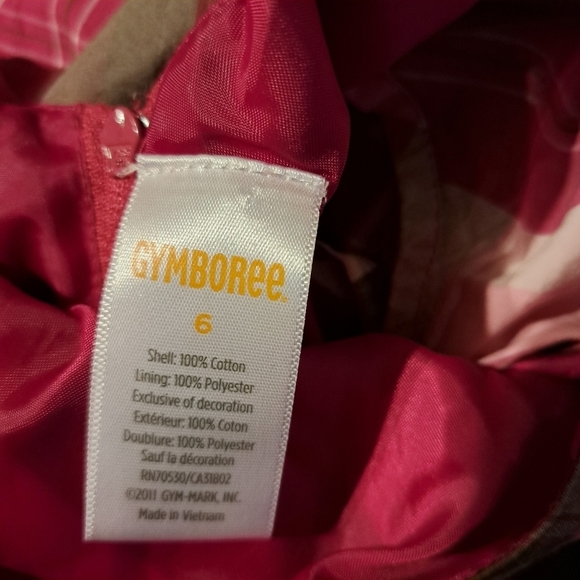 GYMBOREE
6
Shell: 100% Cotton
Lining: 100% Polyester
Exclusive of decoration
Extérieur: 100% Coton
Doublure: 100% Polyester
Sauf la décoration
RN70530/CA31802
©2011 GYM-MARK, INC.
Made in Vietnam